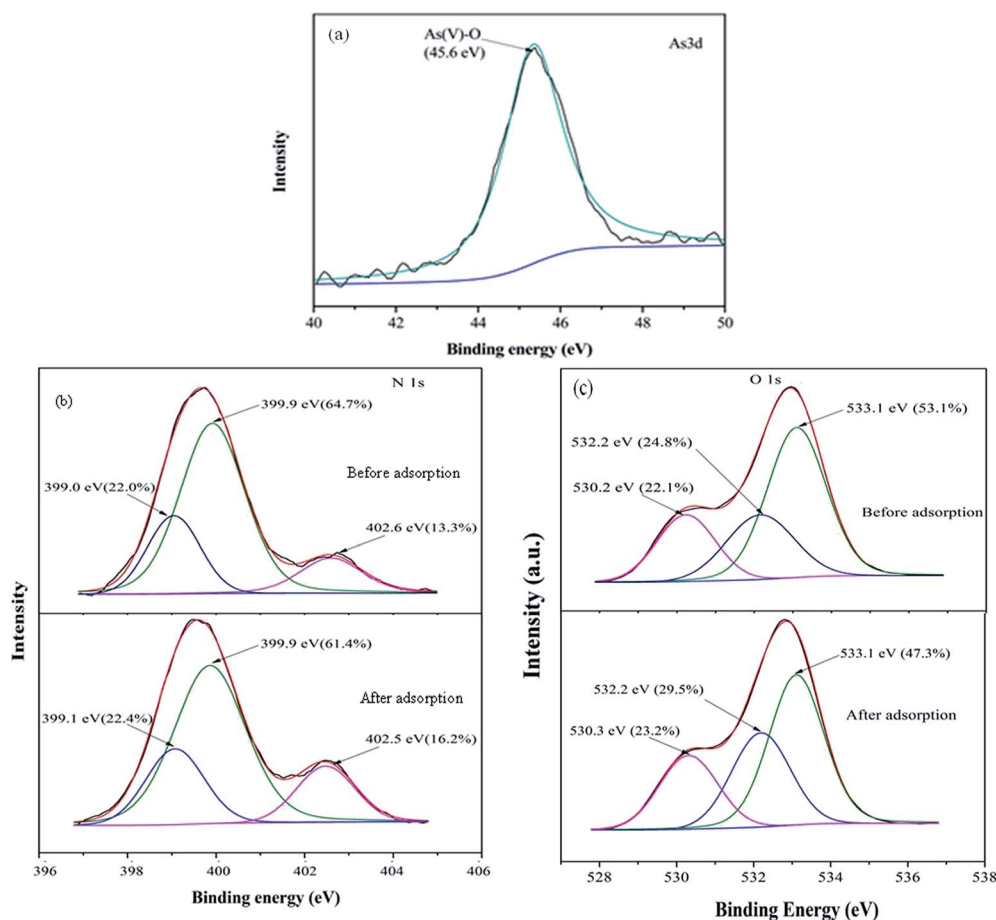 (a)
As(V)-O
(45.6 eV)
As3d
Intensity
40 42 44 46 48 50
Binding energy (eV)
(b)
N 1s
399.9 eV(64.7%)
Before adsorption
399.0 eV(22.0%)
402.6 eV(13.3%)
399.9 eV(61.4%)
After adsorption
399.1 eV(22.4%)
402.5 eV(16.2%)
Intensity
396 398 400 402 404 406
Binding energy (eV)
(c)
O 1s
533.1 eV (53.1%)
532.2 eV (24.8%)
530.2 eV (22.1%)
Before adsorption
533.1 eV (47.3%)
532.2 eV (29.5%)
After adsorption
530.3 eV (23.2%)
Intensity (a.u.)
528 530 532 534 536 538
Binding Energy (eV)